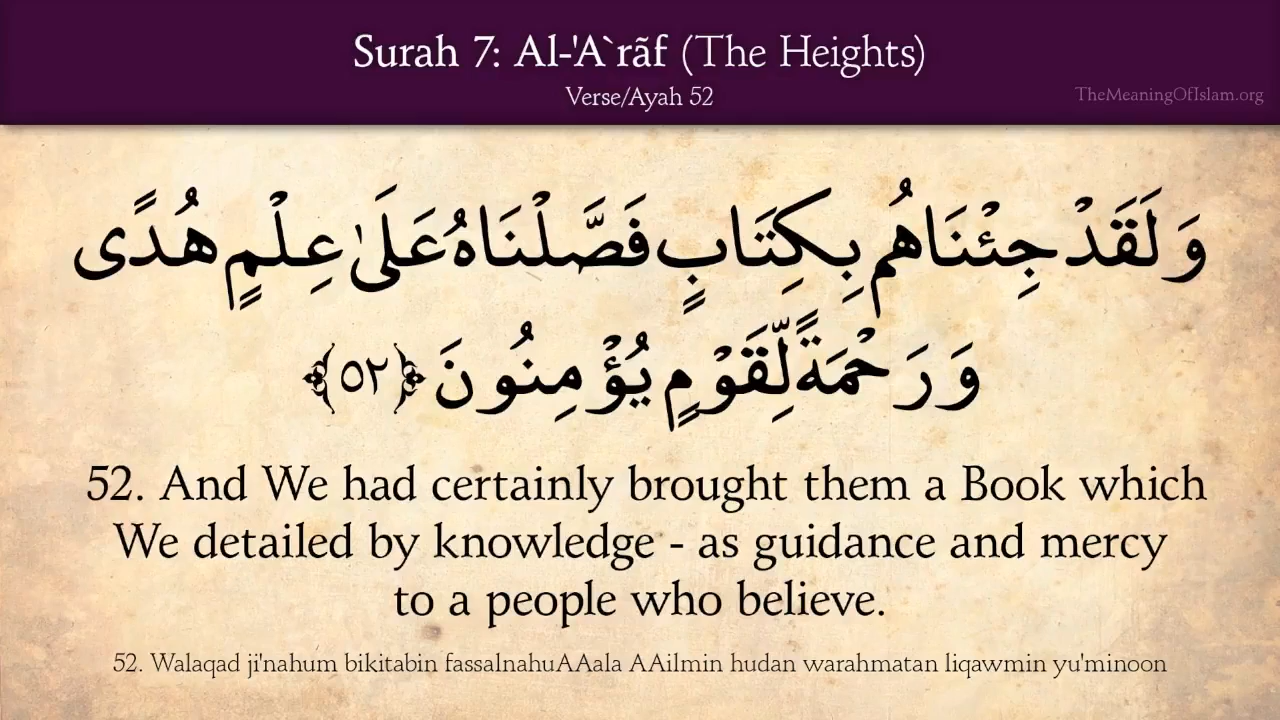 Surah 7: Al-'A`rãf (The Heights)
Verse/Ayah 52
TheMeaningOfIslam.org
وَلَقَدْ جِئْنَاهُم بِكِتَابٍ فَصَّلْنَاهُ عَلَىٰ عِلْمٍ هُدًى
وَرَحْمَةً لِّقَوْمٍ يُؤْمِنُونَ ﴿٥٢﴾
52. And We had certainly brought them a Book which
We detailed by knowledge - as guidance and mercy
to a people who believe.
52. Walaqad ji'nahum bikitabin fassalnahuAAala AAilmin hudan warahmatan liqawmin yu'minoon